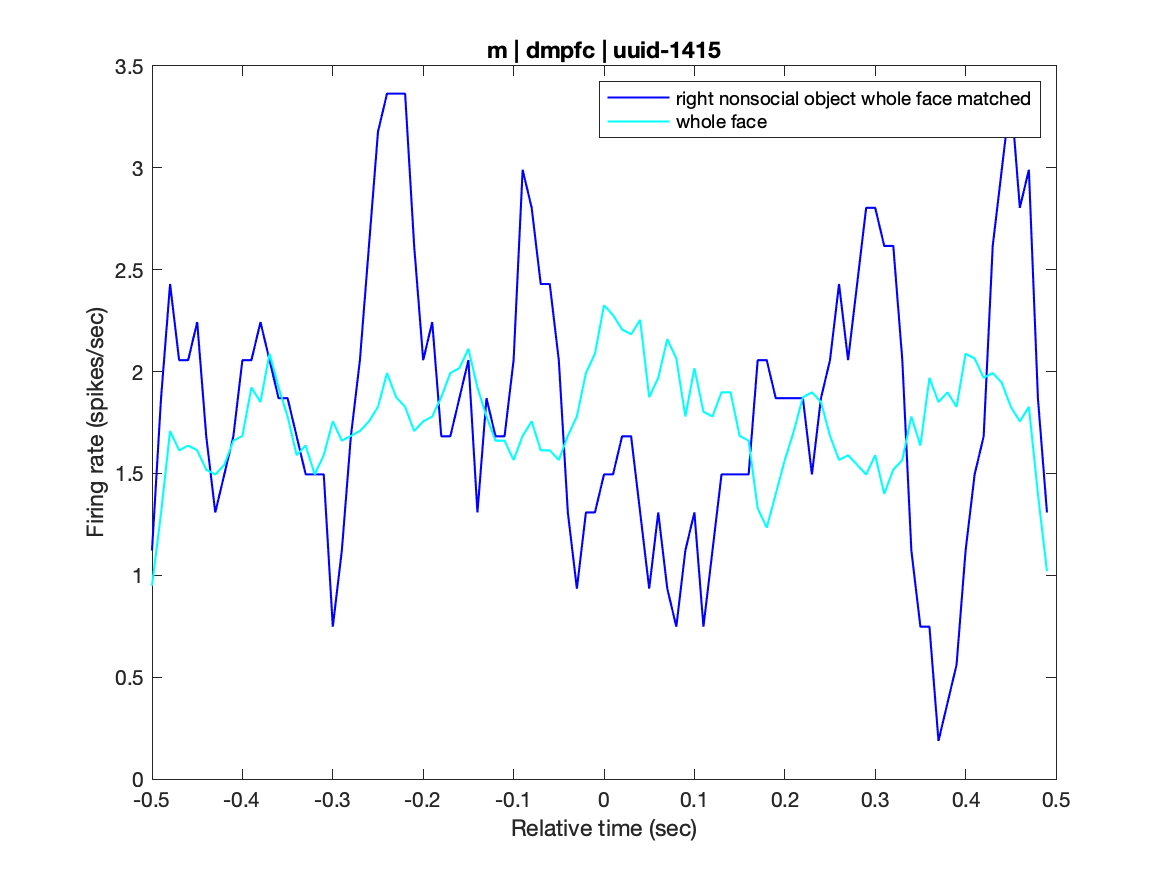 m | dmpfc | uuid-1415
right nonsocial object whole face matched
whole face
3.5
3
2.5
2
1.5
1
0.5
0
Firing rate (spikes/sec)
-0.5 -0.4 -0.3 -0.2 -0.1 0 0.1 0.2 0.3 0.4 0.5
Relative time (sec)